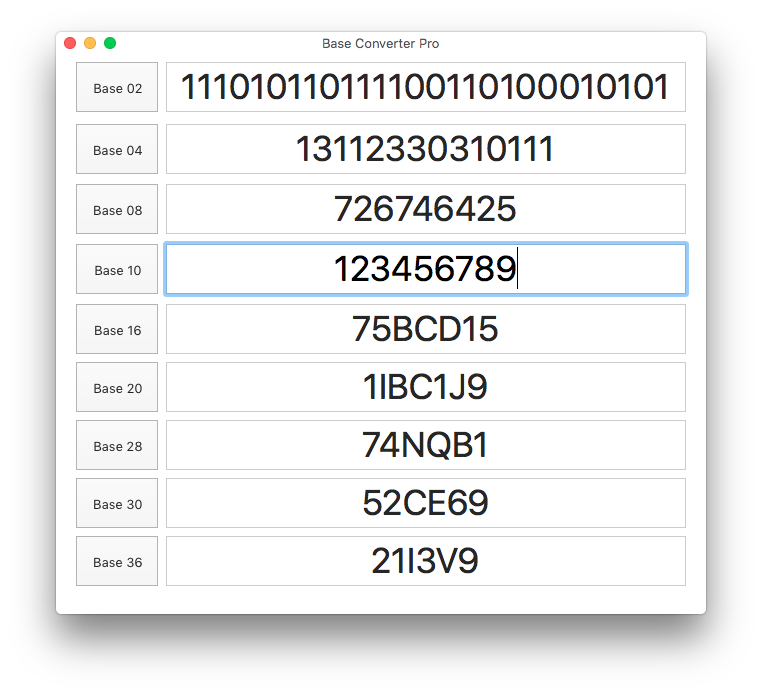 Base Converter Pro
Base 02 111010110111100110100010101
Base 04 13112330310111
Base 08 726746425
Base 10 123456789
Base 16 75BCD15
Base 20 1IBC1J9
Base 28 74NQB1
Base 30 52CE69
Base 36 21I3V9